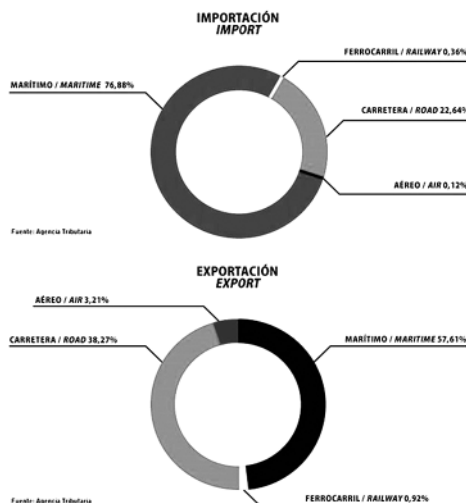 IMPORTACIÓN
IMPORT
FERROCARRIL / RAILWAY 0,36%
MARÍTIMO / MARITIME 76,88%
CARRETERA / ROAD 22,64%
AÉREO / AIR 0,12%
Fuente: Agencia Tributaria
EXPORTACIÓN
EXPORT
AÉREO / AIR 3,21%
CARRETERA / ROAD 38,27%
MARÍTIMO / MARITIME 57,61%
FERROCARRIL / RAILWAY 0,92%
Fuente: Agencia Tributaria